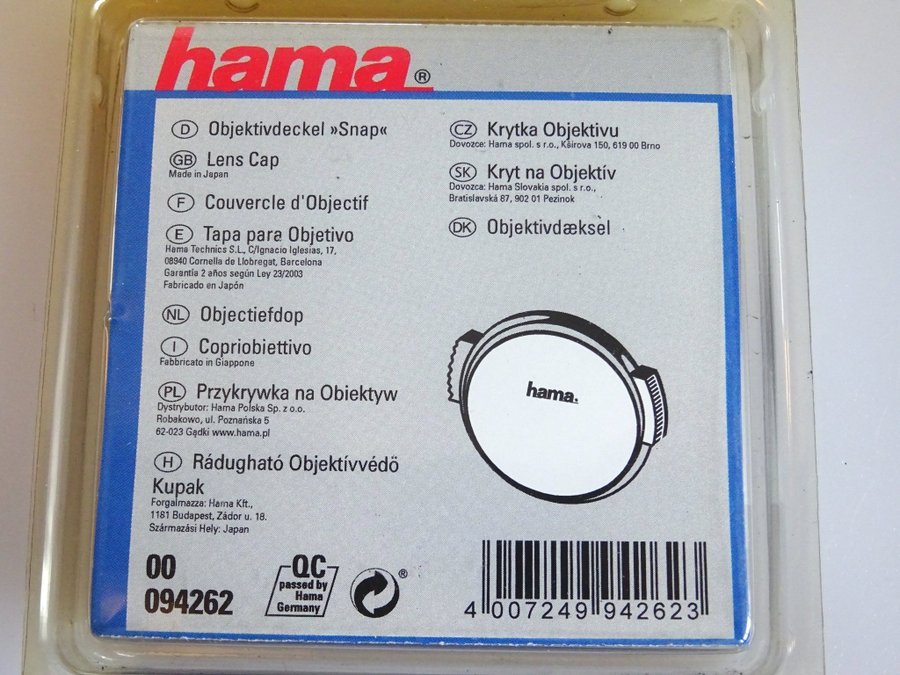 hama®
D Objektivdeckel »Snap«
GB Lens Cap
Made in Japan
F Couvercle d'Objectif
E Tapa para Objetivo
Hama Technics S.L., C/Ignacio Iglesias, 17,
08940 Cornella de Llobregat, Barcelona
Garantía 2 años según Ley 23/2003
Fabricado en Japón
NL Objectiefdop
I Copriobiettivo
Fabbricato in Giappone
PL Przykrywka na Obiektyw
Dystrybutor: Hama Polska Sp. z o.o.
Robakowo, ul. Poznańska 5
62-023 Gądki www.hama.pl
H Rádugható Objektívvédö
Kupak
Forgalmazza: Hama Kft.,
1181 Budapest, Zádor u. 18.
Származási Hely: Japan
CZ Krytka Objektivu
Dovozce: Hama spol. s r.o., Kšírova 150, 619 00 Brno
SK Kryt na Objektív
Dovozca: Hama Slovakia spol. s r.o.,
Bratislavská 87, 902 01 Pezinok
DK Objektivdæksel
hama.
00
094262
QC
passed by
Hama
Germany
®
4 007249 942623